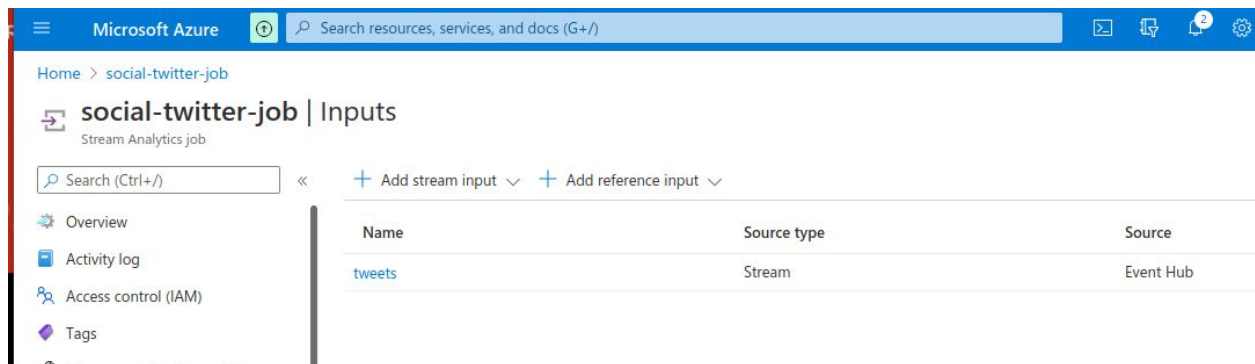 Microsoft Azure
Search resources, services, and docs (G+/)
2
Home > social-twitter-job
social-twitter-job | Inputs
Stream Analytics job
Search (Ctrl+/)
«
Add stream input
Add reference input
Overview
Activity log
Access control (IAM)
Tags
Name Source type Source
tweets Stream Event Hub